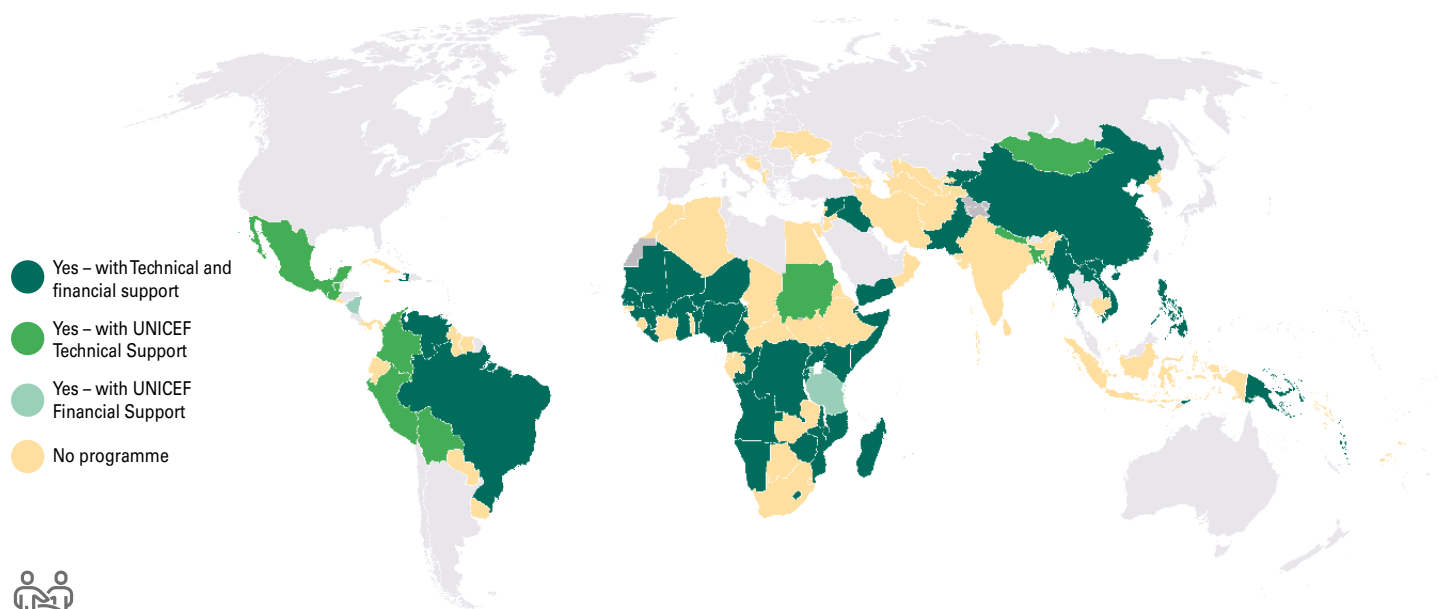 Yes – with Technical and
financial support
Yes – with UNICEF
Technical Support
Yes – with UNICEF
Financial Support
No programme